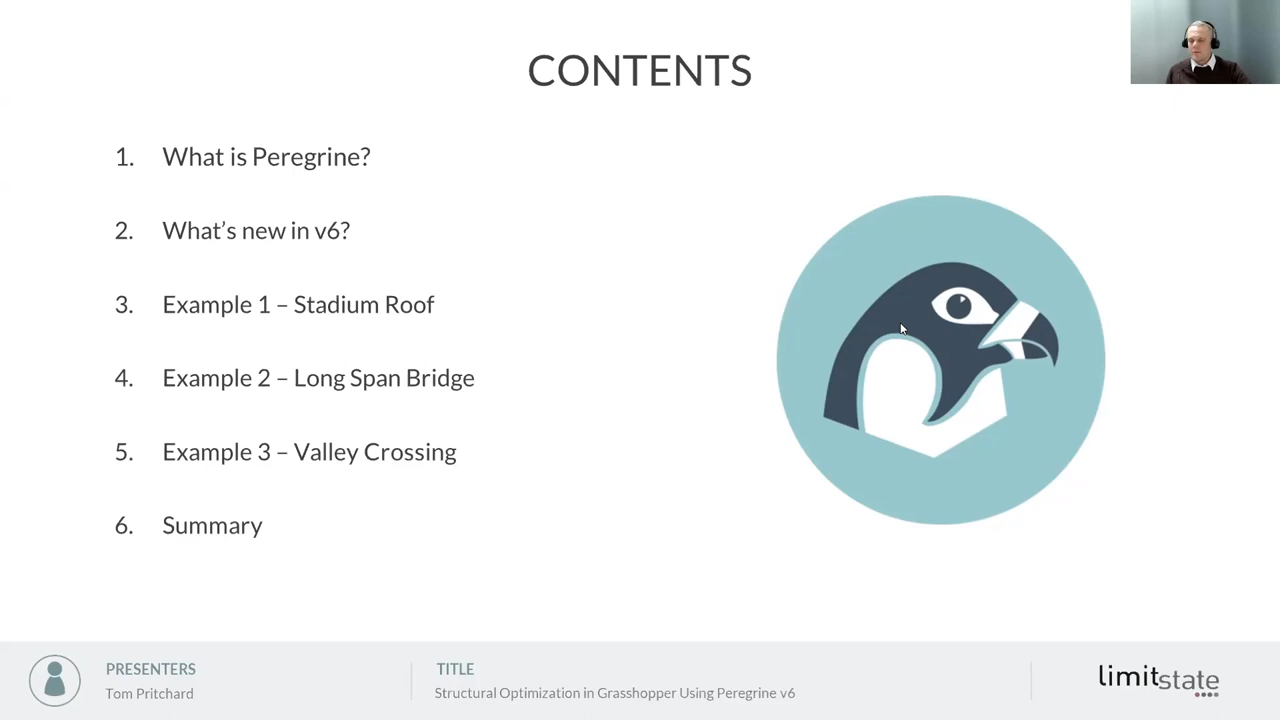 CONTENTS
1. What is Peregrine?
2. What’s new in v6?
3. Example 1 – Stadium Roof
4. Example 2 – Long Span Bridge
5. Example 3 – Valley Crossing
6. Summary
PRESENTERS
Tom Pritchard
TITLE
Structural Optimization in Grasshopper Using Peregrine v6
limitstate